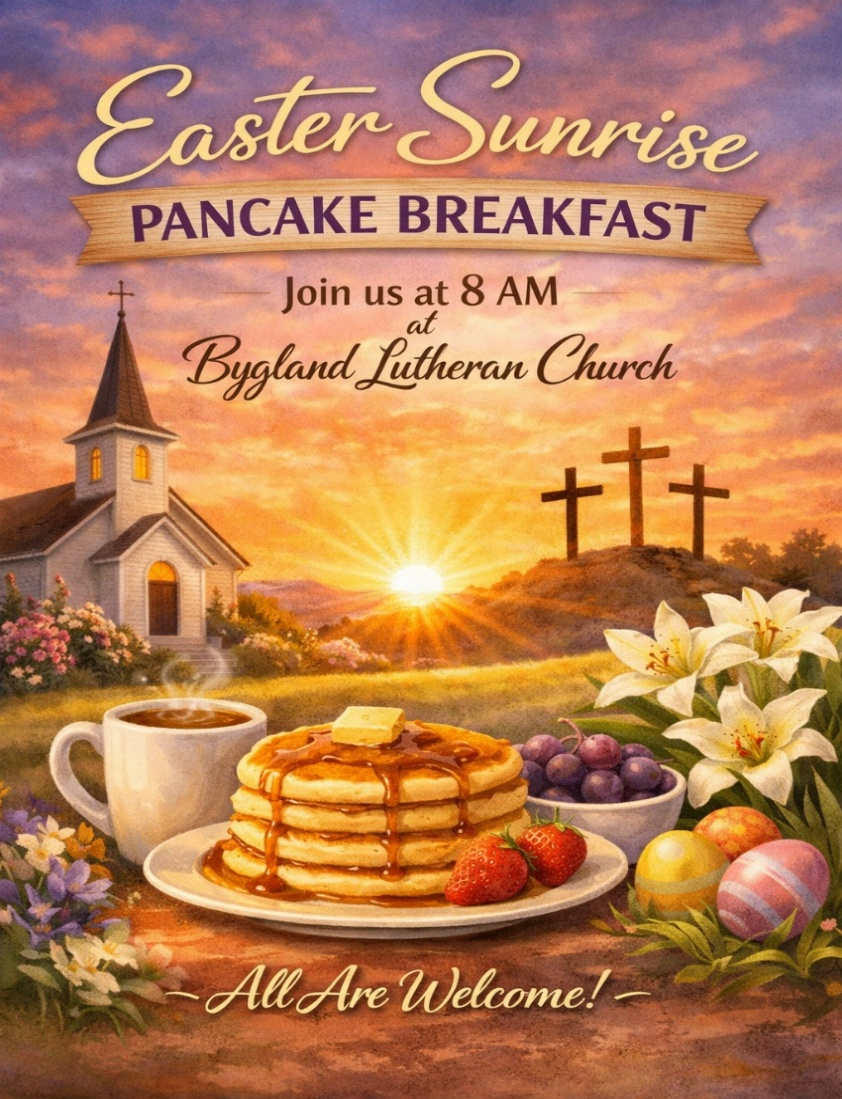 Easter Sunrise
PANCAKE BREAKFAST
Join us at 8 AM
at
Bygland Lutheran Church
All Are Welcome!